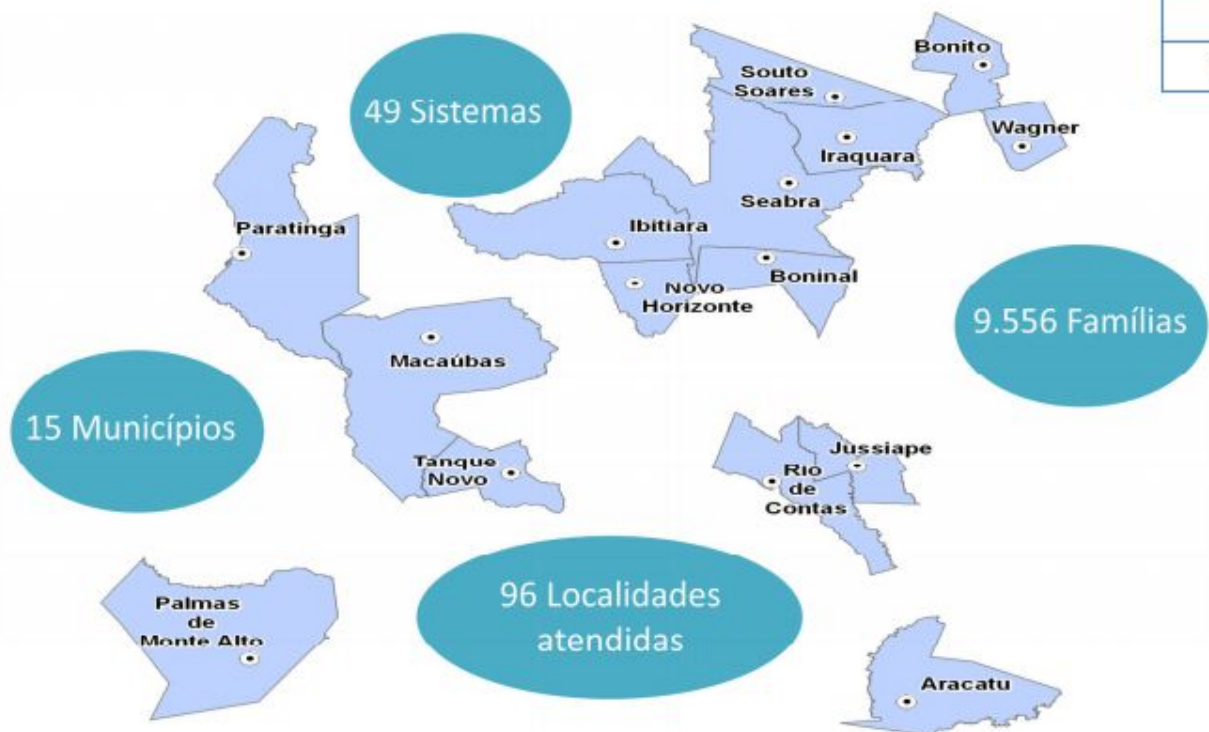 Bonito
Souto
Soares
49 Sistemas
Wagner
Iraquara
Seabra
Paratinga
Ibitiara
Boninal
Novo
Horizonte
9.556 Famílias
Macaúbas
15 Municípios
Tanque
Novo
Jussiape
Rio
de
Contas
96 Localidades
atendidas
Palmas
de
Monte Alto
Aracatu